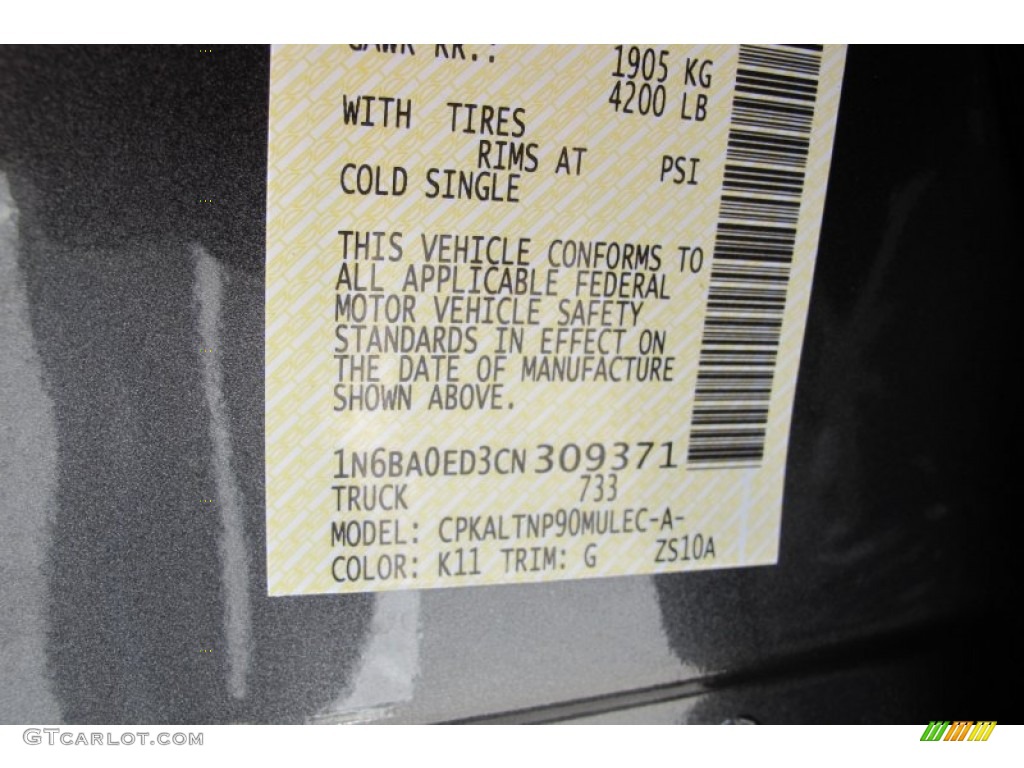 GAWR RR.: 1905 KG
4200 LB
WITH TIRES
RIMS AT PSI
COLD SINGLE
THIS VEHICLE CONFORMS TO
ALL APPLICABLE FEDERAL
MOTOR VEHICLE SAFETY
STANDARDS IN EFFECT ON
THE DATE OF MANUFACTURE
SHOWN ABOVE.
1N6BA0ED3CN309371
TRUCK 733
MODEL: CPKALTNP90MULEC-A-
COLOR: K11 TRIM: G ZS10A
GTCARLOT.COM